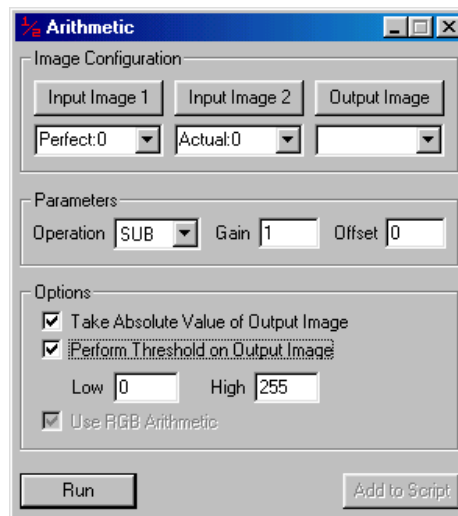 ½ Arithmetic
Image Configuration
Input Image 1 Input Image 2 Output Image
Perfect:0 Actual:0
Parameters
Operation SUB Gain 1 Offset 0
Options
Take Absolute Value of Output Image
Perform Threshold on Output Image
Low 0 High 255
Use RGB Arithmetic
Run Add to Script